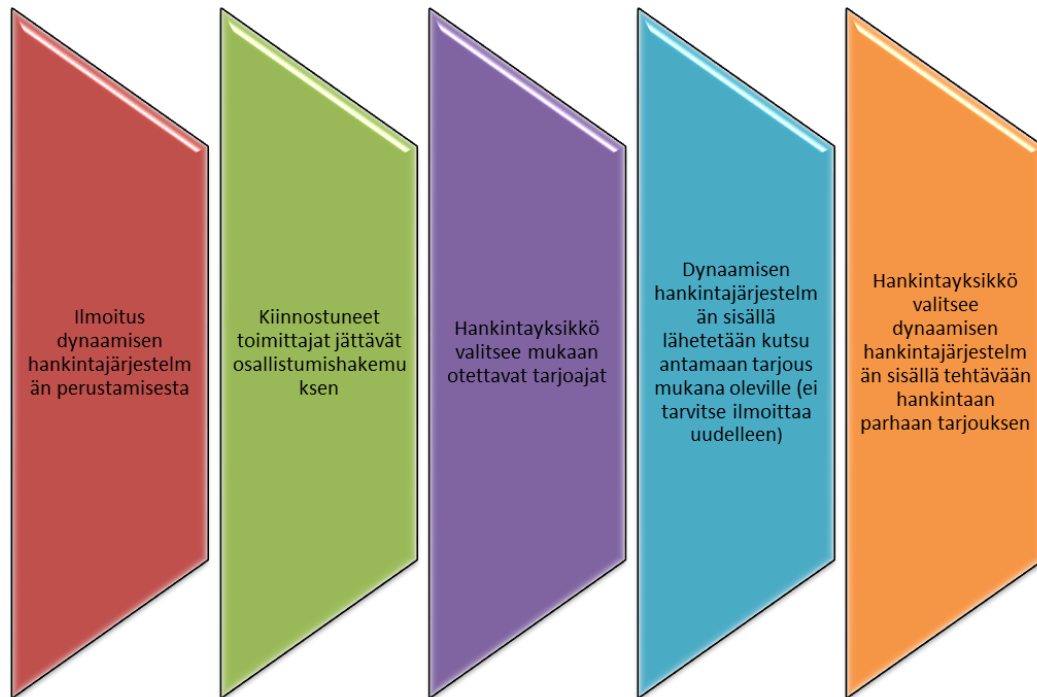 Ilmoitus
dynaamisen
hankintajärjestelm
än perustamisesta
Kiinnostuneet
toimittajat jättävät
osallistumishakemu
ksen
Hankintayksikkö
valitsee mukaan
otettavat tarjoajat
Dynaamisen
hankintajärjestelm
än sisällä
lähetetään kutsu
antamaan tarjous
mukana oleville (ei
tarvitse ilmoittaa
uudelleen)
Hankintayksikkö
valitsee
dynaamisen
hankintajärjestelm
än sisällä tehtävään
hankintaan
parhaan tarjouksen